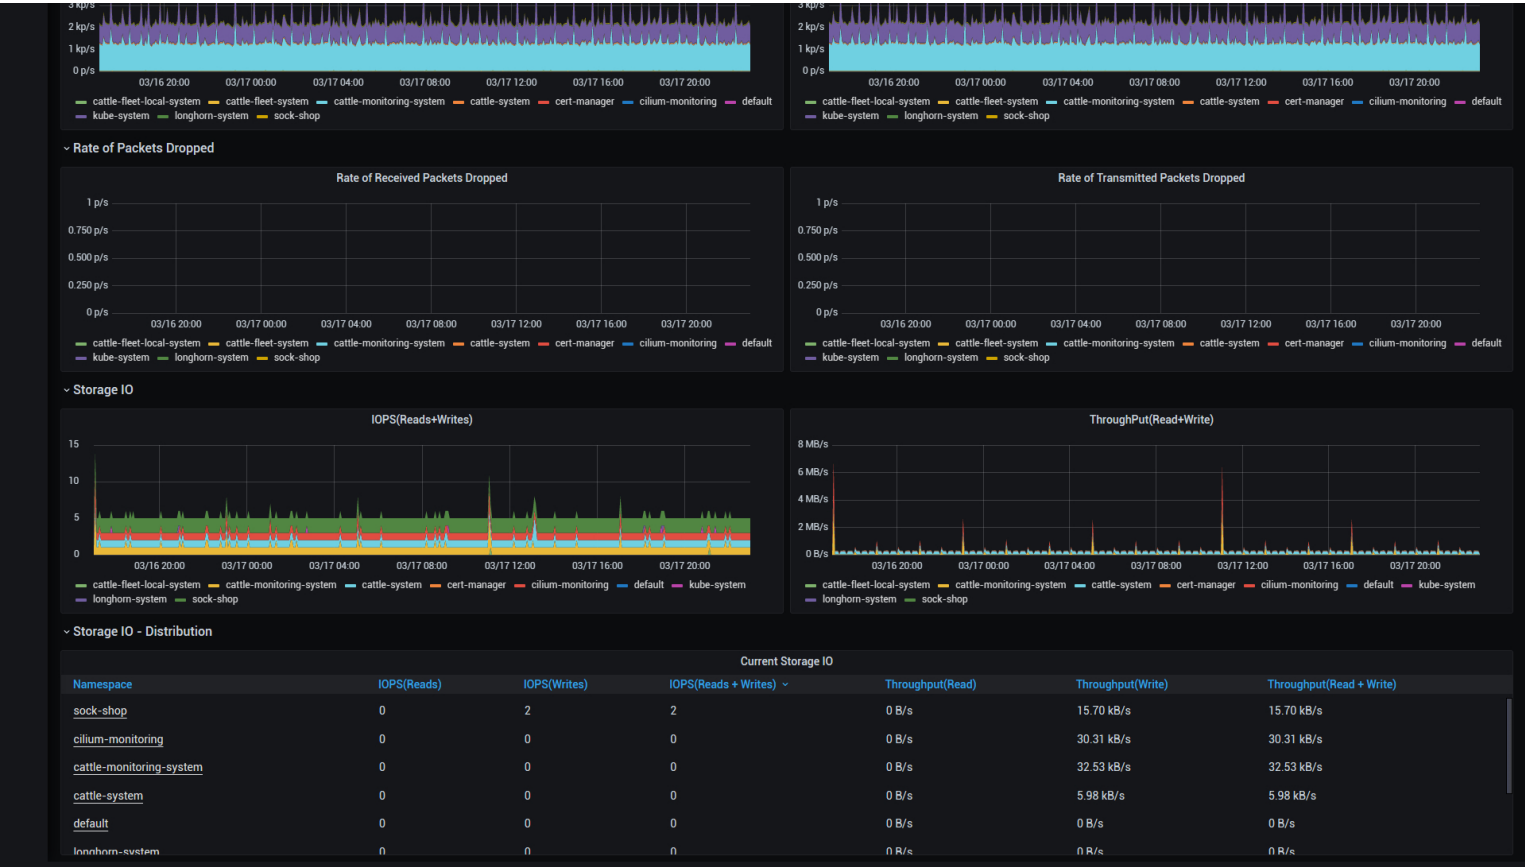 3 kp/s
2 kp/s
1 kp/s
0 p/s
03/16 20:00 03/17 00:00 03/17 04:00 03/17 08:00 03/17 12:00 03/17 16:00 03/17 20:00
cattle-fleet-local-system cattle-fleet-system cattle-monitoring-system cattle-system cert-manager cilium-monitoring default
kube-system longhorn-system sock-shop
3 kp/s
2 kp/s
1 kp/s
0 p/s
03/16 20:00 03/17 00:00 03/17 04:00 03/17 08:00 03/17 12:00 03/17 16:00 03/17 20:00
cattle-fleet-local-system cattle-fleet-system cattle-monitoring-system cattle-system cert-manager cilium-monitoring default
kube-system longhorn-system sock-shop
Rate of Packets Dropped
Rate of Received Packets Dropped
1 p/s
0.750 p/s
0.500 p/s
0.250 p/s
0 p/s
03/16 20:00 03/17 00:00 03/17 04:00 03/17 08:00 03/17 12:00 03/17 16:00 03/17 20:00
cattle-fleet-local-system cattle-fleet-system cattle-monitoring-system cattle-system cert-manager cilium-monitoring default
kube-system longhorn-system sock-shop
Rate of Transmitted Packets Dropped
1 p/s
0.750 p/s
0.500 p/s
0.250 p/s
0 p/s
03/16 20:00 03/17 00:00 03/17 04:00 03/17 08:00 03/17 12:00 03/17 16:00 03/17 20:00
cattle-fleet-local-system cattle-fleet-system cattle-monitoring-system cattle-system cert-manager cilium-monitoring default
kube-system longhorn-system sock-shop
Storage IO
IOPS(Reads+Writes)
15
10
5
0
03/16 20:00 03/17 00:00 03/17 04:00 03/17 08:00 03/17 12:00 03/17 16:00 03/17 20:00
cattle-fleet-local-system cattle-monitoring-system cattle-system cert-manager cilium-monitoring default kube-system
longhorn-system sock-shop
ThroughPut(Read+Write)
8 MB/s
6 MB/s
4 MB/s
2 MB/s
0 B/s
03/16 20:00 03/17 00:00 03/17 04:00 03/17 08:00 03/17 12:00 03/17 16:00 03/17 20:00
cattle-fleet-local-system cattle-monitoring-system cattle-system cert-manager cilium-monitoring default kube-system
longhorn-system sock-shop
Storage IO - Distribution
Current Storage IO
Namespace IOPS(Reads) IOPS(Writes) IOPS(Reads + Writes) Throughput(Read) Throughput(Write) Throughput(Read + Write)
sock-shop 0 2 2 0 B/s 15.70 kB/s 15.70 kB/s
cilium-monitoring 0 0 0 0 B/s 30.31 kB/s 30.31 kB/s
cattle-monitoring-system 0 0 0 0 B/s 32.53 kB/s 32.53 kB/s
cattle-system 0 0 0 0 B/s 5.98 kB/s 5.98 kB/s
default 0 0 0 0 B/s 0 B/s 0 B/s
longhorn-system 0 0 0 0 B/s 0 B/s 0 B/s